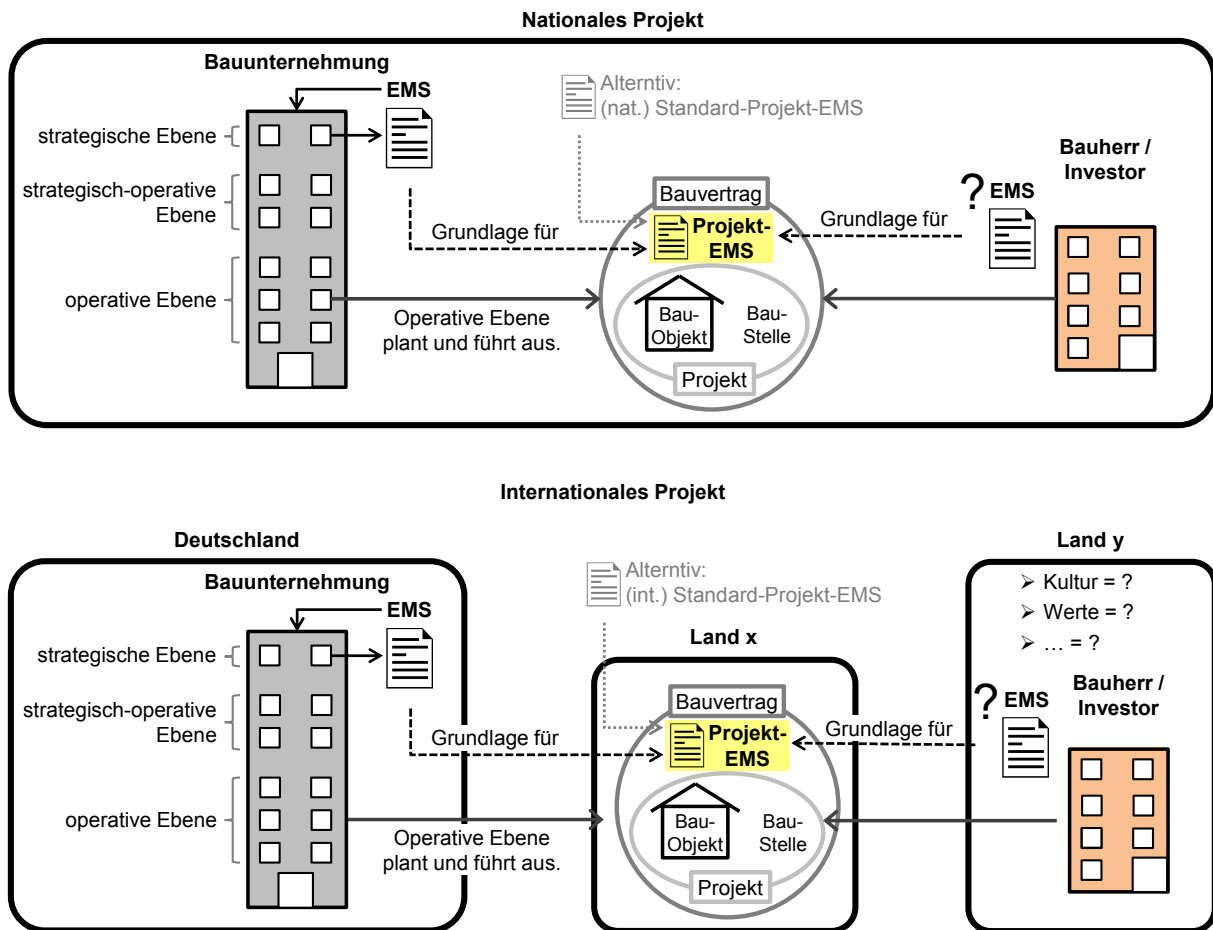 Nationales Projekt
Bauunternehmung
EMS
Alterntiv:
(nat.) Standard-Projekt-EMS
strategische Ebene
strategisch-operative
Ebene
operative Ebene
Grundlage für
Operative Ebene
plant und führt aus.
Bauvertrag
Projekt-
EMS
Bau-
Objekt
Bau-
Stelle
Projekt
Grundlage für
? EMS
Bauherr /
Investor
Internationales Projekt
Deutschland
Bauunternehmung
EMS
strategische Ebene
strategisch-operative
Ebene
operative Ebene
Grundlage für
Operative Ebene
plant und führt aus.
Alterntiv:
(int.) Standard-Projekt-EMS
Land x
Bauvertrag
Projekt-
EMS
Bau-
Objekt
Bau-
Stelle
Projekt
Grundlage für
Land y
➢ Kultur = ?
➢ Werte = ?
➢ … = ?
? EMS
Bauherr /
Investor